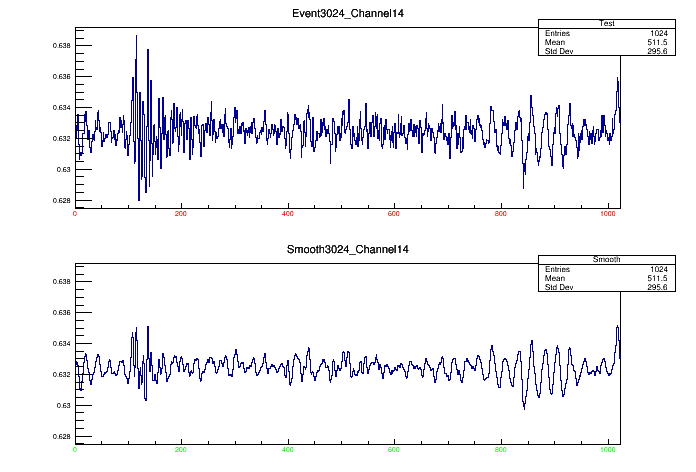 Event3024_Channel14
Test
Entries 1024
Mean 511.5
Std Dev 295.6
0.638
0.636
0.634
0.632
0.63
0.628
0 200 400 600 800 1000
Smooth3024_Channel14
Smooth
Entries 1024
Mean 511.5
Std Dev 295.6
0.638
0.636
0.634
0.632
0.63
0.628
0 200 400 600 800 1000